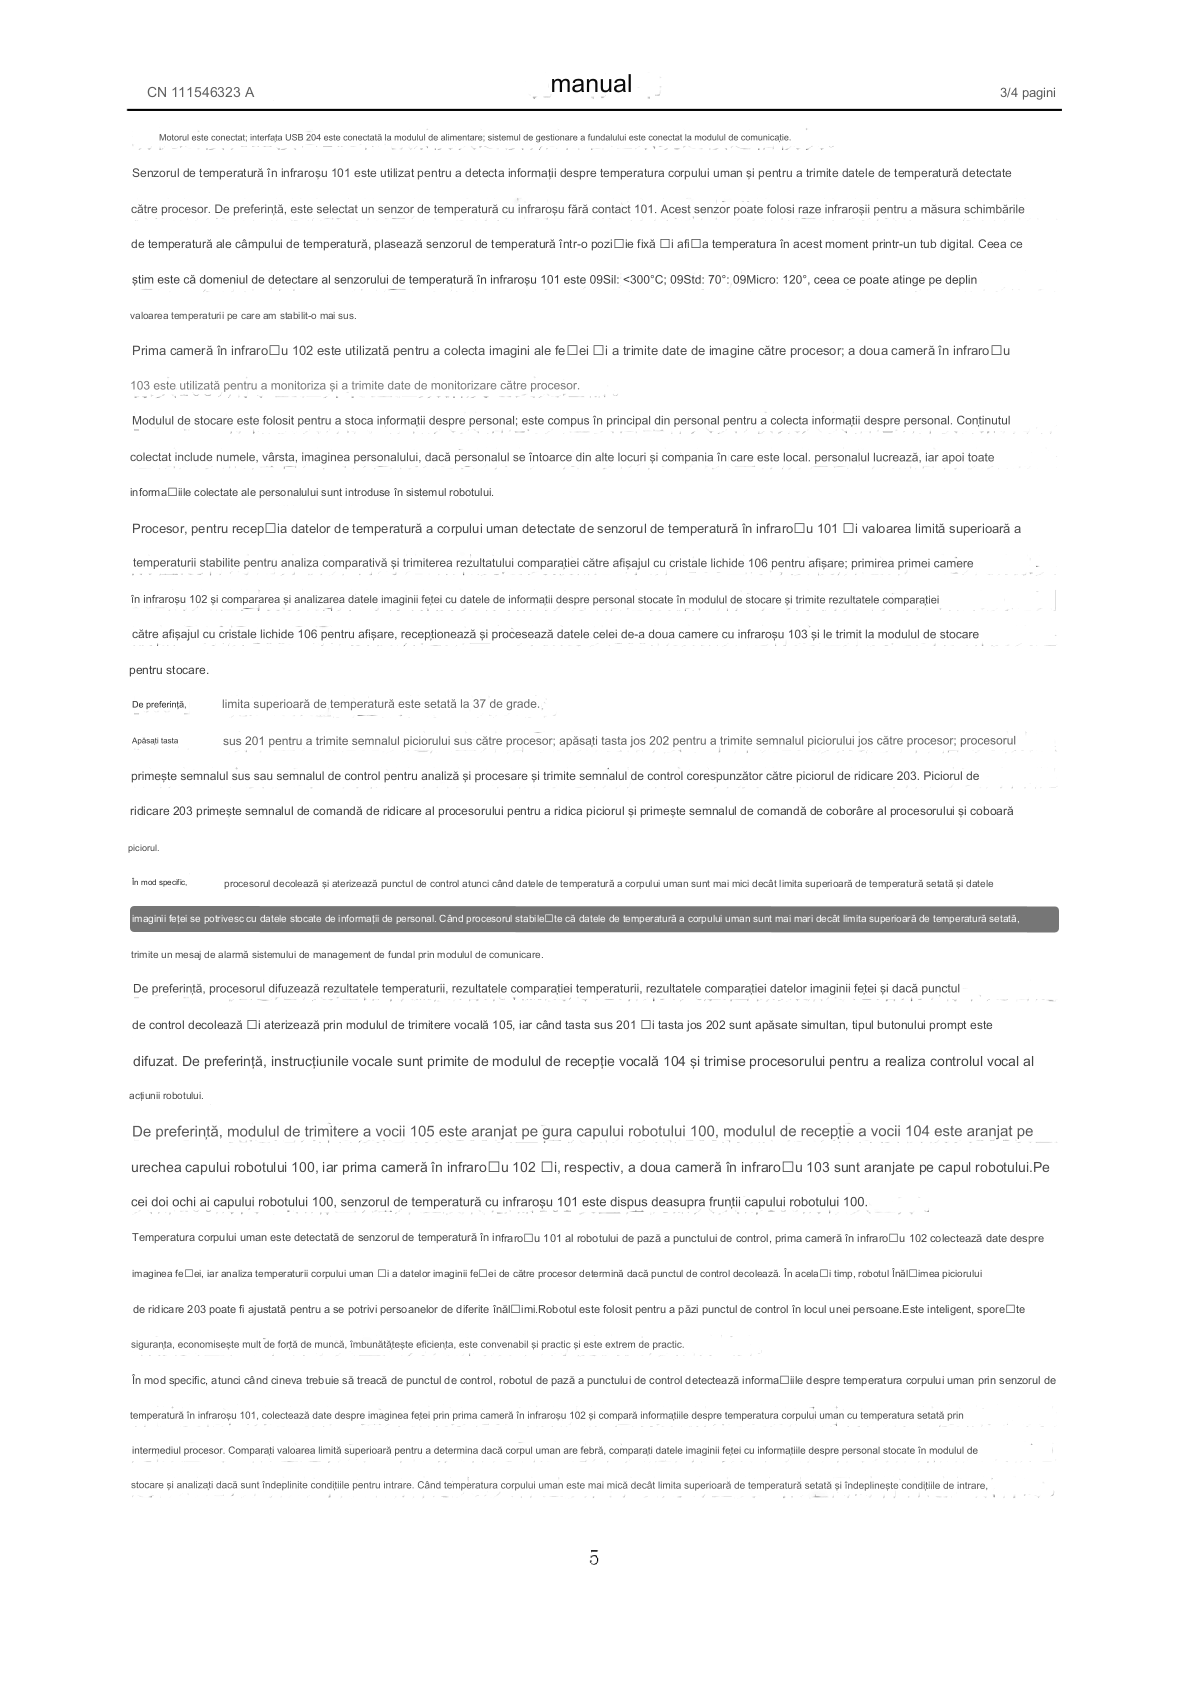 CN 111546323 A
manual
3/4 pagini
Motorul este conectat; interfața USB 204 este conectată la modulul de alimentare; sistemul de gestionare a fundalului este conectat la modulul de comunicație.
Senzorul de temperatură în infraroșu 101 este utilizat pentru a detecta informații despre temperatura corpului uman și pentru a trimite datele de temperatură detectate
către procesor. De preferință, este selectat un senzor de temperatură cu infraroșu fără contact 101. Acest senzor poate folosi raze infraroșii pentru a măsura schimbările
de temperatură ale câmpului de temperatură, plasează senzorul de temperatură într-o pozi□ie fixă □i afi□a temperatura în acest moment printr-un tub digital. Ceea ce
știm este că domeniul de detectare al senzorului de temperatură în infraroșu 101 este 09Sil: <300°C; 09Std: 70°: 09Micro: 120°, ceea ce poate atinge pe deplin
valoarea temperaturii pe care am stabilit-o mai sus.
Prima cameră în infraro□u 102 este utilizată pentru a colecta imagini ale fe□ei □i a trimite date de imagine către procesor; a doua cameră în infraro□u
103 este utilizată pentru a monitoriza și a trimite date de monitorizare către procesor.
Modulul de stocare este folosit pentru a stoca informații despre personal; este compus în principal din personal pentru a colecta informații despre personal. Conținutul
colectat include numele, vârsta, imaginea personalului, dacă personalul se întoarce din alte locuri și compania în care este local. personalul lucrează, iar apoi toate
informa□iile colectate ale personalului sunt introduse în sistemul robotului.
Procesor, pentru recep□ia datelor de temperatură a corpului uman detectate de senzorul de temperatură în infraro□u 101 □i valoarea limită superioară a
temperaturii stabilite pentru analiza comparativă și trimiterea rezultatului comparației către afișajul cu cristale lichide 106 pentru afișare; primirea primei camere
în infraroșu 102 și compararea și analizarea datele imaginii feței cu datele de informații despre personal stocate în modulul de stocare și trimite rezultatele comparației
către afișajul cu cristale lichide 106 pentru afișare, recepționează și procesează datele celei de-a doua camere cu infraroșu 103 și le trimit la modulul de stocare
pentru stocare.
De preferință, limita superioară de temperatură este setată la 37 de grade.
Apăsați tasta sus 201 pentru a trimite semnalul piciorului sus către procesor; apăsați tasta jos 202 pentru a trimite semnalul piciorului jos către procesor; procesorul
primește semnalul sus sau semnalul de control pentru analiză și procesare și trimite semnalul de control corespunzător către piciorul de ridicare 203. Piciorul de
ridicare 203 primește semnalul de comandă de ridicare al procesorului pentru a ridica piciorul și primește semnalul de comandă de coborâre al procesorului și coboară
piciorul.
În mod specific, procesorul decolează și aterizează punctul de control atunci când datele de temperatură a corpului uman sunt mai mici decât limita superioară de temperatură setată și datele
imaginii feței se potrivesc cu datele stocate de informații de personal. Când procesorul stabile□te că datele de temperatură a corpului uman sunt mai mari decât limita superioară de temperatură setată,
trimite un mesaj de alarmă sistemului de management de fundal prin modulul de comunicare.
De preferință, procesorul difuzează rezultatele temperaturii, rezultatele comparației temperaturii, rezultatele comparației datelor imaginii feței și dacă punctul
de control decolează □i aterizează prin modulul de trimitere vocală 105, iar când tasta sus 201 □i tasta jos 202 sunt apăsate simultan, tipul butonului prompt este
difuzat. De preferință, instrucțiunile vocale sunt primite de modulul de recepție vocală 104 și trimise procesorului pentru a realiza controlul vocal al
acțiunii robotului.
De preferință, modulul de trimitere a vocii 105 este aranjat pe gura capului robotului 100, modulul de recepție a vocii 104 este aranjat pe
urechea capului robotului 100, iar prima cameră în infraro□u 102 □i, respectiv, a doua cameră în infraro□u 103 sunt aranjate pe capul robotului.Pe
cei doi ochi ai capului robotului 100, senzorul de temperatură cu infraroșu 101 este dispus deasupra frunții capului robotului 100.
Temperatura corpului uman este detectată de senzorul de temperatură în infraro□u 101 al robotului de pază a punctului de control, prima cameră în infraro□u 102 colectează date despre
imaginea fe□ei, iar analiza temperaturii corpului uman □i a datelor imaginii fe□ei de către procesor determină dacă punctul de control decolează. În acela□i timp, robotul Înăl□imea piciorului
de ridicare 203 poate fi ajustată pentru a se potrivi persoanelor de diferite înăl□imi.Robotul este folosit pentru a păzi punctul de control în locul unei persoane.Este inteligent, spore□te
siguranța, economisește mult de forță de muncă, îmbunătățește eficiența, este convenabil și practic și este extrem de practic.
În mod specific, atunci când cineva trebuie să treacă de punctul de control, robotul de pază a punctului de control detectează informa□iile despre temperatura corpului uman prin senzorul de
temperatură în infraroșu 101, colectează date despre imaginea feței prin prima cameră în infraroșu 102 și compară informațiile despre temperatura corpului uman cu temperatura setată prin
intermediul procesor. Comparați valoarea limită superioară pentru a determina dacă corpul uman are febră, comparați datele imaginii feței cu informațiile despre personal stocate în modulul de
stocare și analizați dacă sunt îndeplinite condițiile pentru intrare. Când temperatura corpului uman este mai mică decât limita superioară de temperatură setată și îndeplinește condițiile de intrare,
5